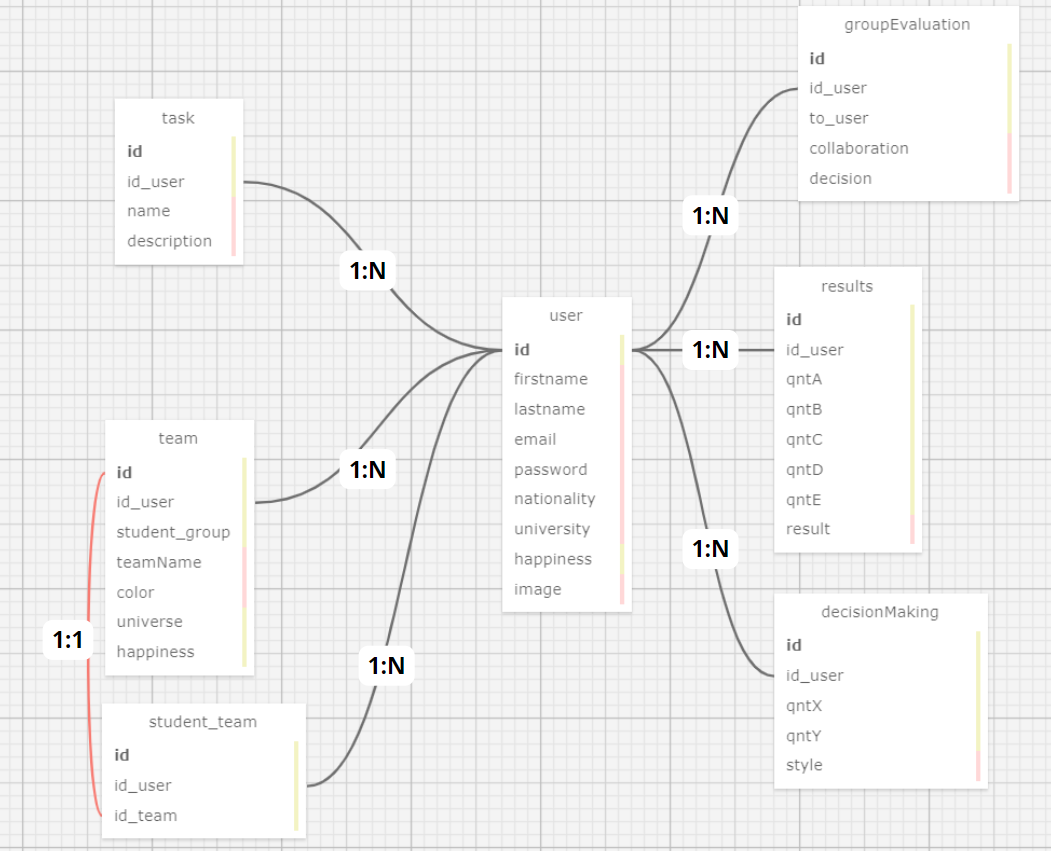 groupEvaluation
id
id_user
to_user
collaboration
decision
task
id
id_user
name
description
1:N
1:N
user
id
firstname
lastname
email
password
nationality
university
happiness
image
results
id
id_user
qntA
qntB
qntC
qntD
qntE
result
1:N
team
id
id_user
student_group
teamName
color
universe
happiness
1:N
1:N
decisionMaking
id
id_user
qntX
qntY
style
1:1
1:N
student_team
id
id_user
id_team